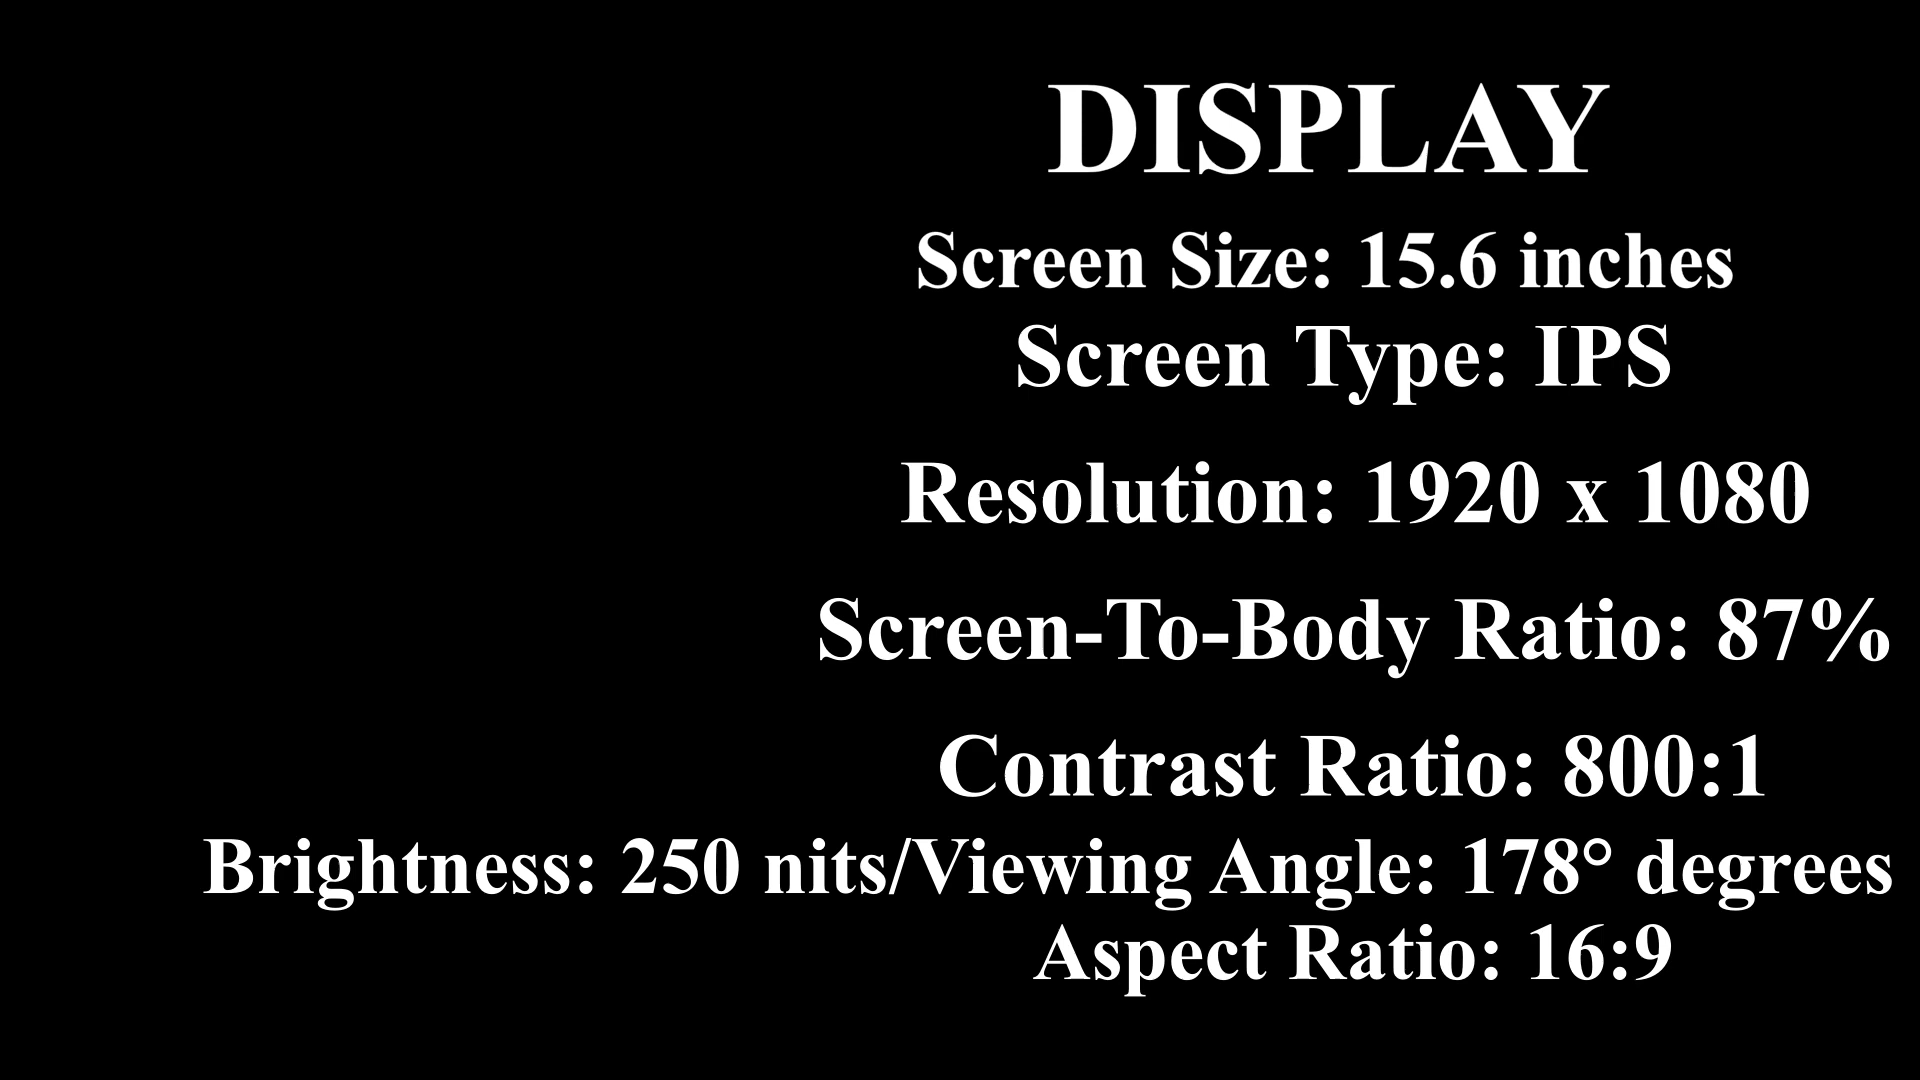 DISPLAY
Screen Size: 15.6 inches
Screen Type: IPS
Resolution: 1920 x 1080
Screen-To-Body Ratio: 87%
Contrast Ratio: 800:1
Brightness: 250 nits/Viewing Angle: 178° degrees
Aspect Ratio: 16:9